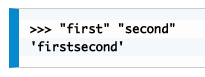 >>> "first" "second"
'firstsecond'